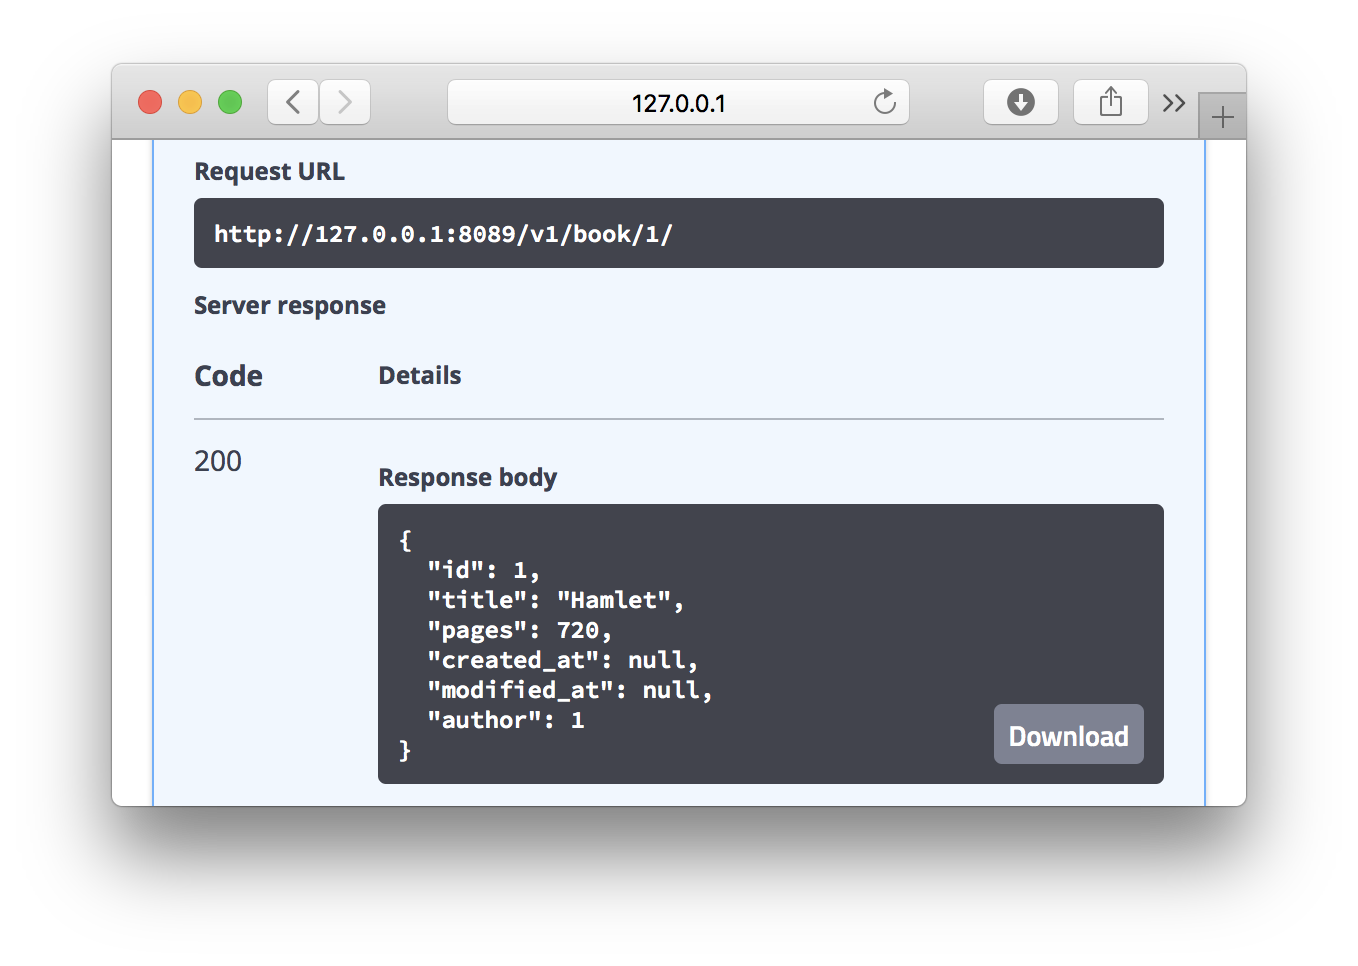 127.0.0.1
Request URL
http://127.0.0.1:8089/v1/book/1/
Server response
Code Details
200
Response body
{
  "id": 1,
  "title": "Hamlet",
  "pages": 720,
  "created_at": null,
  "modified_at": null,
  "author": 1
}
Download